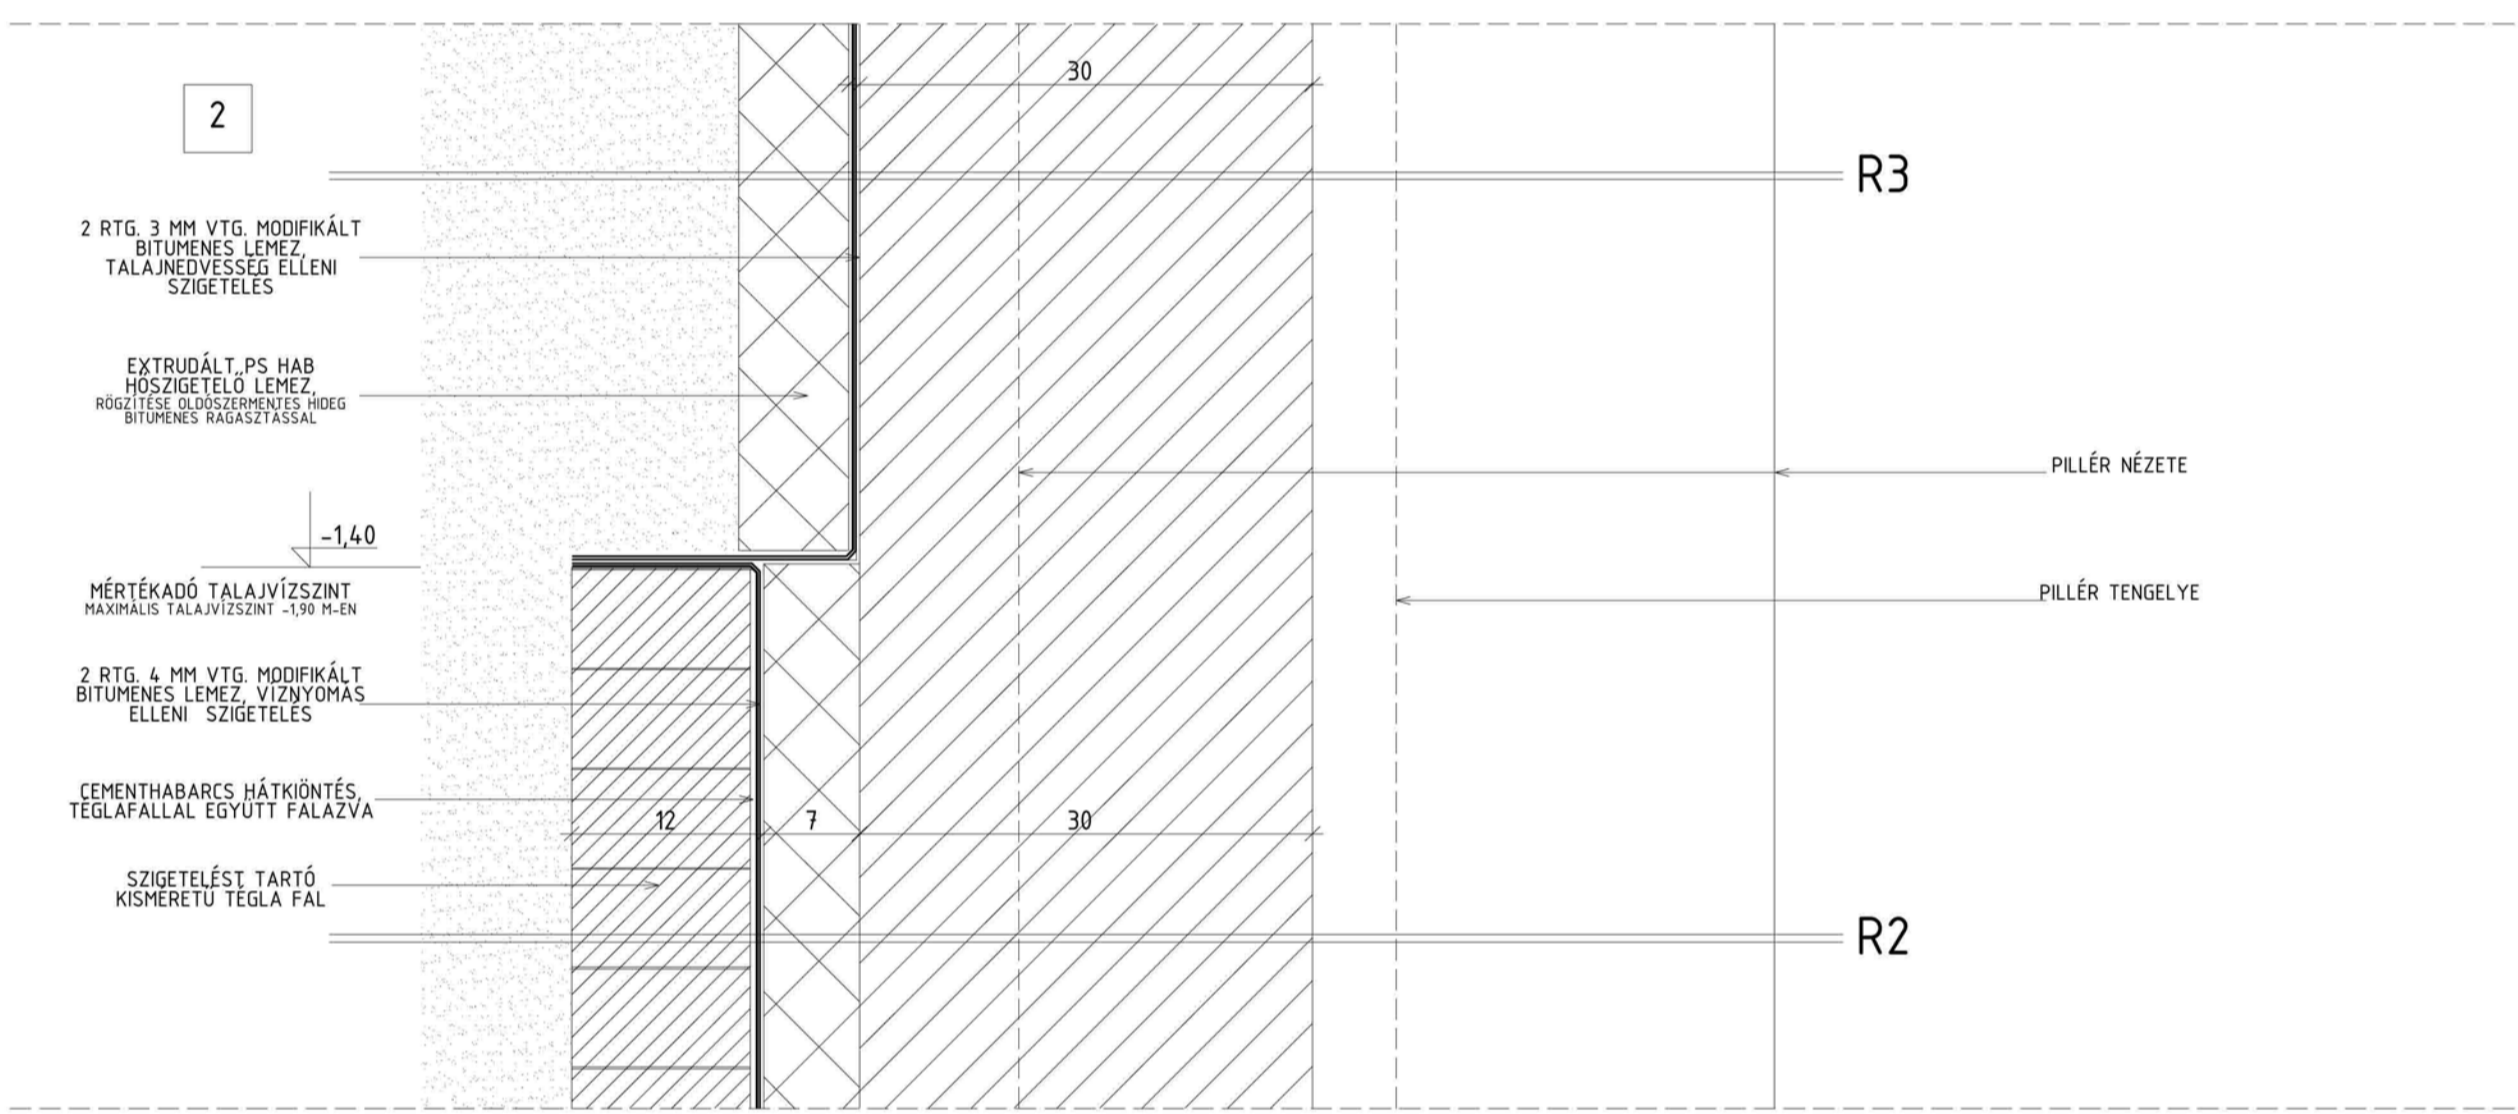 30
2
R3
2 RTG. 3 MM VTG. MODIFIKÁLT
BITUMENES LEMEZ,
TALAJNEDVESSÉG ELLENI
SZIGETELÉS
EXTRUDÁLT PS HAB
HŐSZIGETELŐ LEMEZ,
RÖGZÍTÉSE OLDÓSZERMENTES HIDEG
BITUMENES RAGASZTÁSSAL
PILLÉR NÉZETE
-1,40
MÉRTÉKADÓ TALAJVÍZSZINT
MAXIMÁLIS TALAJVÍZSZINT -1,90 M-EN
PILLÉR TENGELYE
2 RTG. 4 MM VTG. MODIFIKÁLT
BITUMENES LEMEZ, VÍZNYOMÁS
ELLENI SZIGETELÉS
CEMENTHABARCS HÁTKIÖNTÉS,
TÉGLAFALLAL EGYÜTT FALAZVA
12 7 30
SZIGETELÉST TARTÓ
KISMÉRETŰ TÉGLA FAL
R2